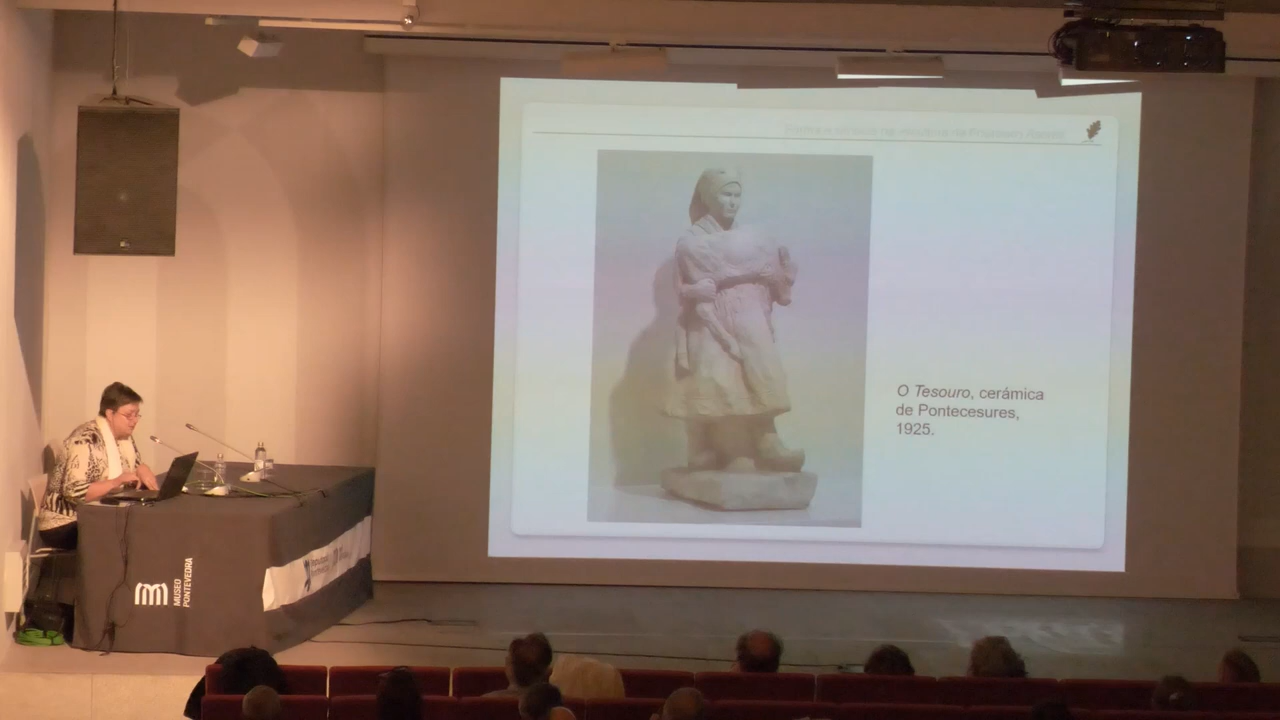 O Tesouro, cerámica
de Pontecesures,
1925.
MUSEO
PONTEVEDRA